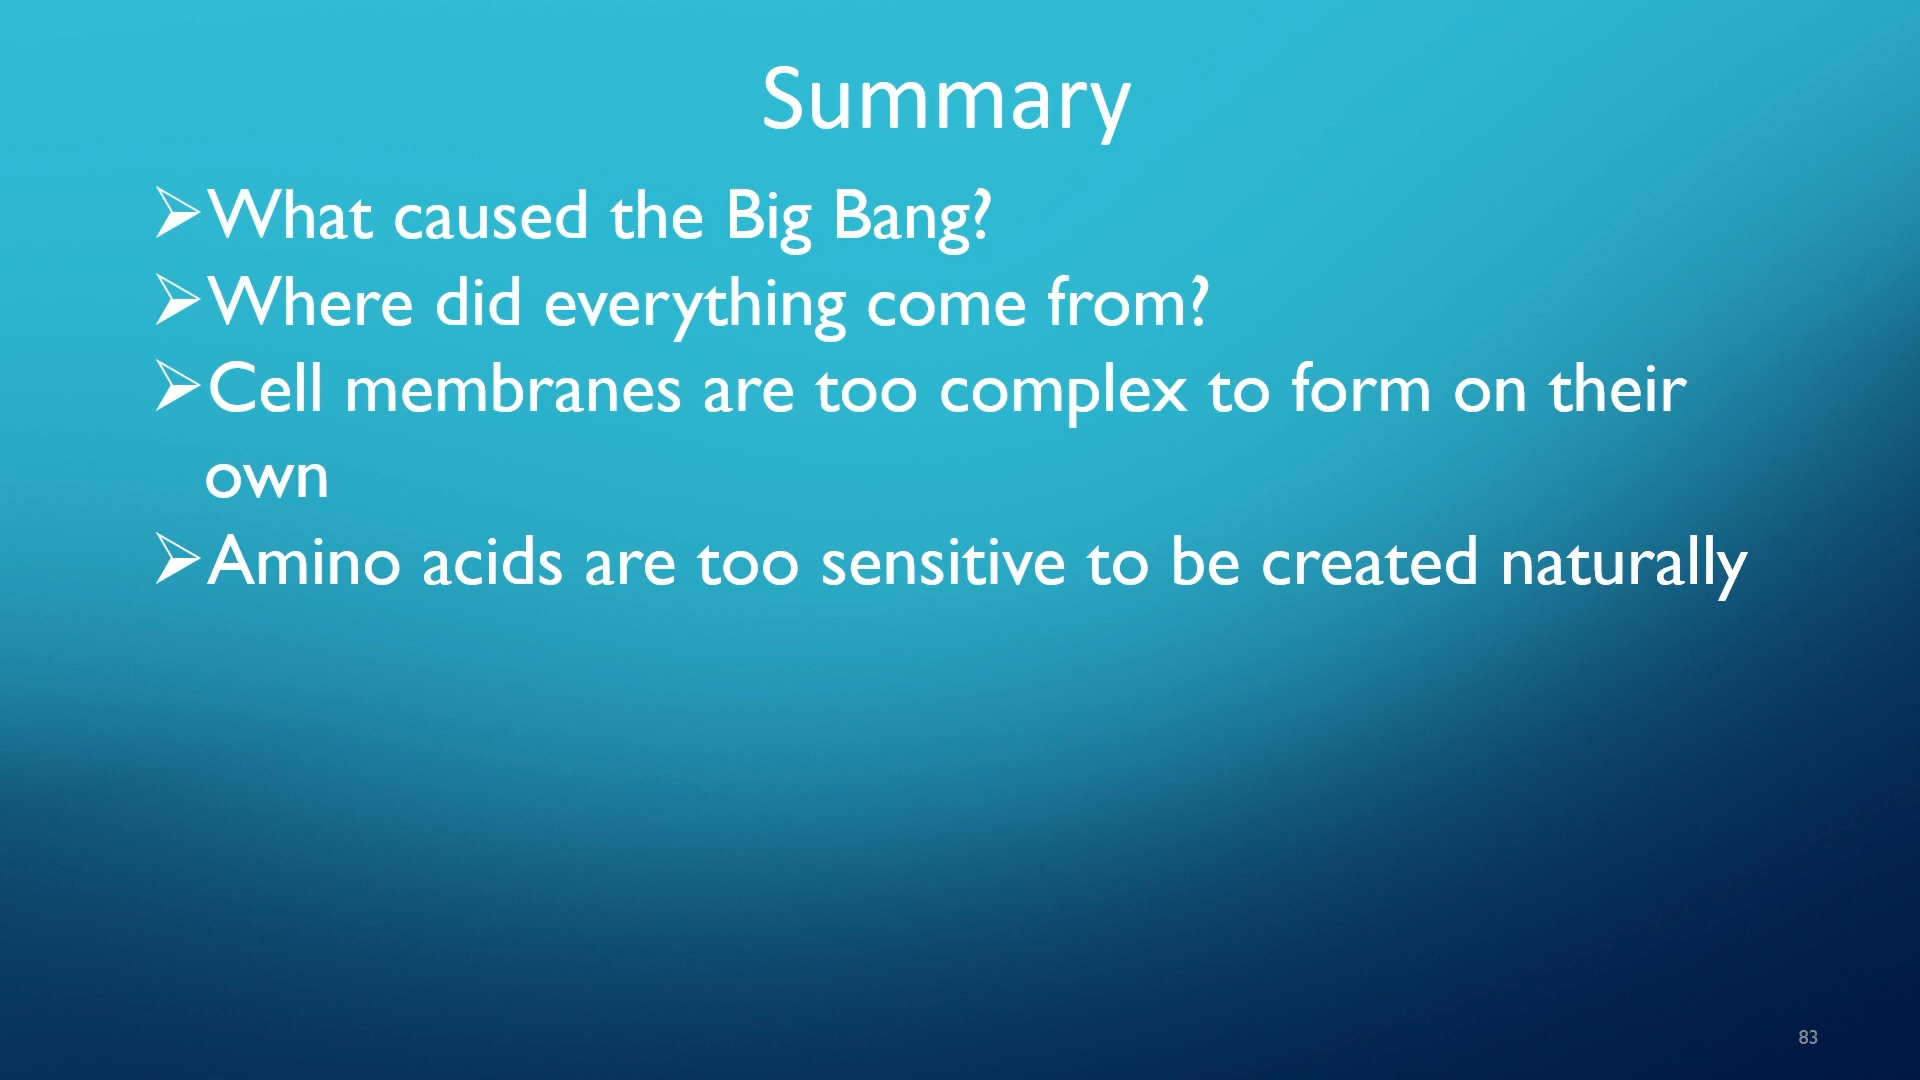 Summary
➢What caused the Big Bang?
➢Where did everything come from?
➢Cell membranes are too complex to form on their
own
➢Amino acids are too sensitive to be created naturally
83